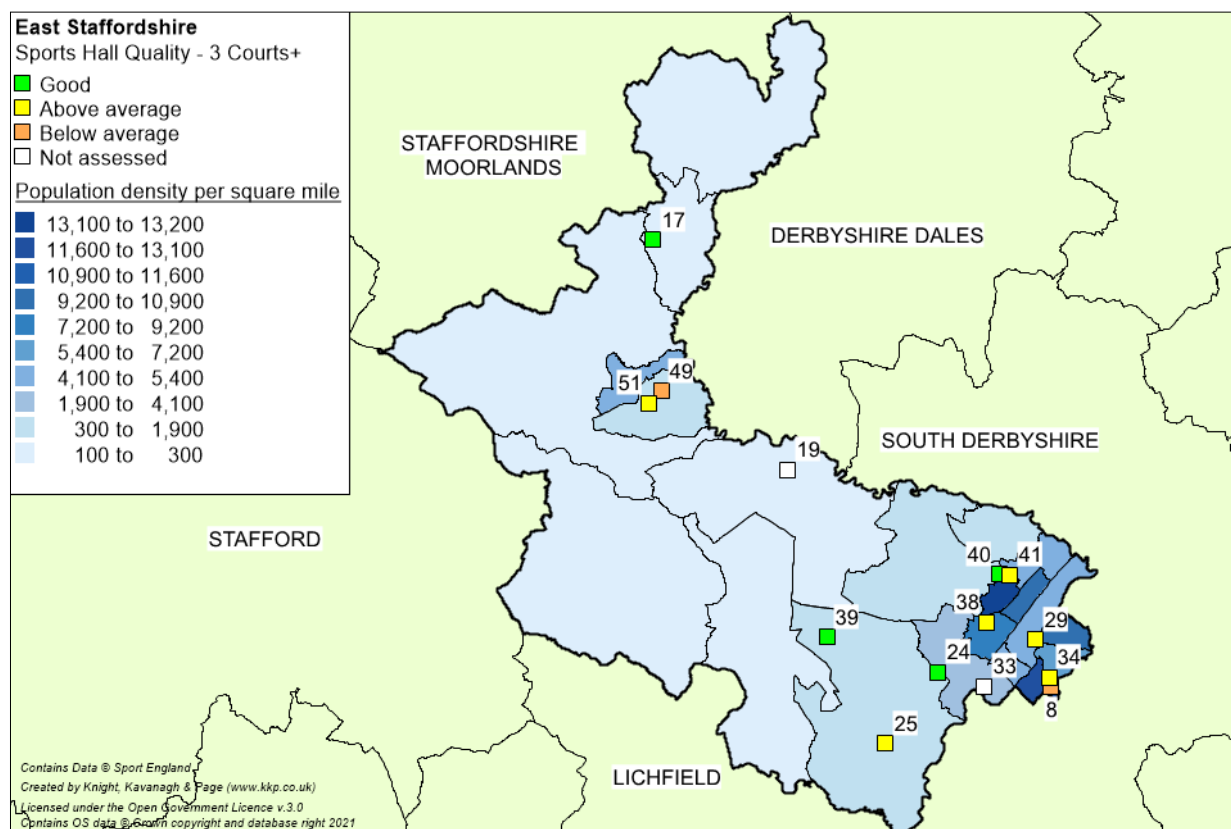 East Staffordshire
Sports Hall Quality - 3 Courts+
Good
Above average
Below average
Not assessed
Population density per square mile
13,100 to 13,200
11,600 to 13,100
10,900 to 11,600
9,200 to 10,900
7,200 to 9,200
5,400 to 7,200
4,100 to 5,400
1,900 to 4,100
300 to 1,900
100 to 300
STAFFORDSHIRE
MOORLANDS
17
DERBYSHIRE DALES
51
49
SOUTH DERBYSHIRE
19
STAFFORD
40
41
38
39
29
24
33
34
8
25
LICHFIELD
Contains Data © Sport England
Created by Knight, Kavanagh & Page (www.kkp.co.uk)
Licensed under the Open Government Licence v.3.0
Contains OS data © Crown copyright and database right 2021